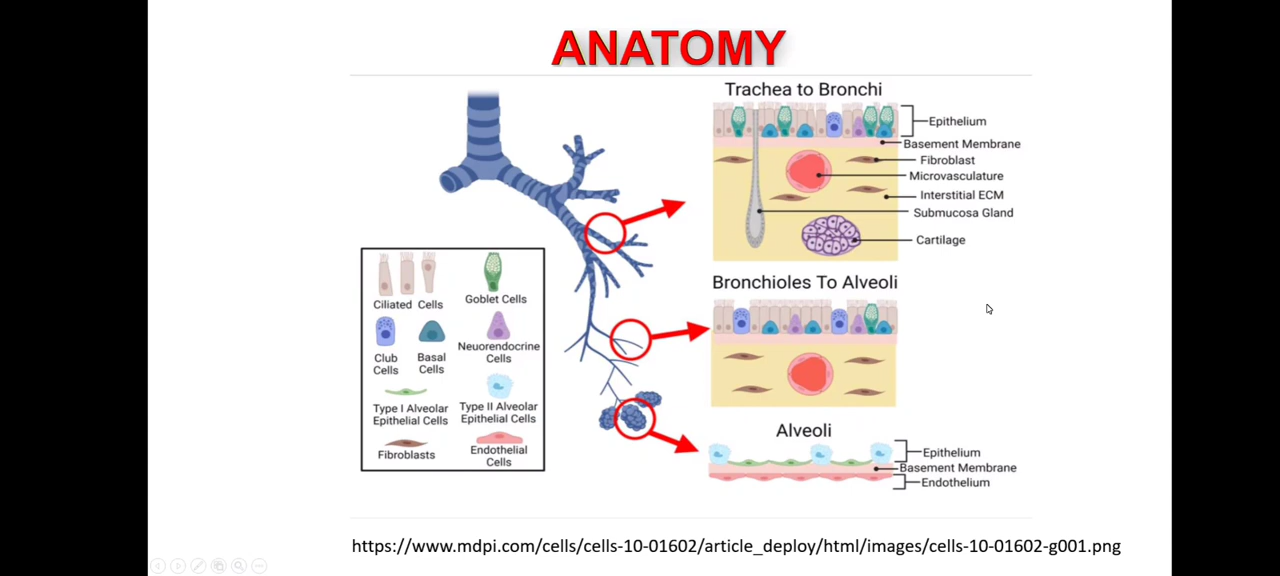 ANATOMY
Trachea to Bronchi
Epithelium
Basement Membrane
Fibroblast
Microvasculature
Interstitial ECM
Submucosa Gland
Cartilage
Ciliated Cells
Goblet Cells
Club
Cells
Basal
Cells
Neuroendocrine
Cells
Type I Alveolar
Epithelial Cells
Type II Alveolar
Epithelial Cells
Fibroblasts
Endothelial
Cells
Bronchioles To Alveoli
Alveoli
Epithelium
Basement Membrane
Endothelium
https://www.mdpi.com/cells/cells-10-01602/article_deploy/html/images/cells-10-01602-g001.png